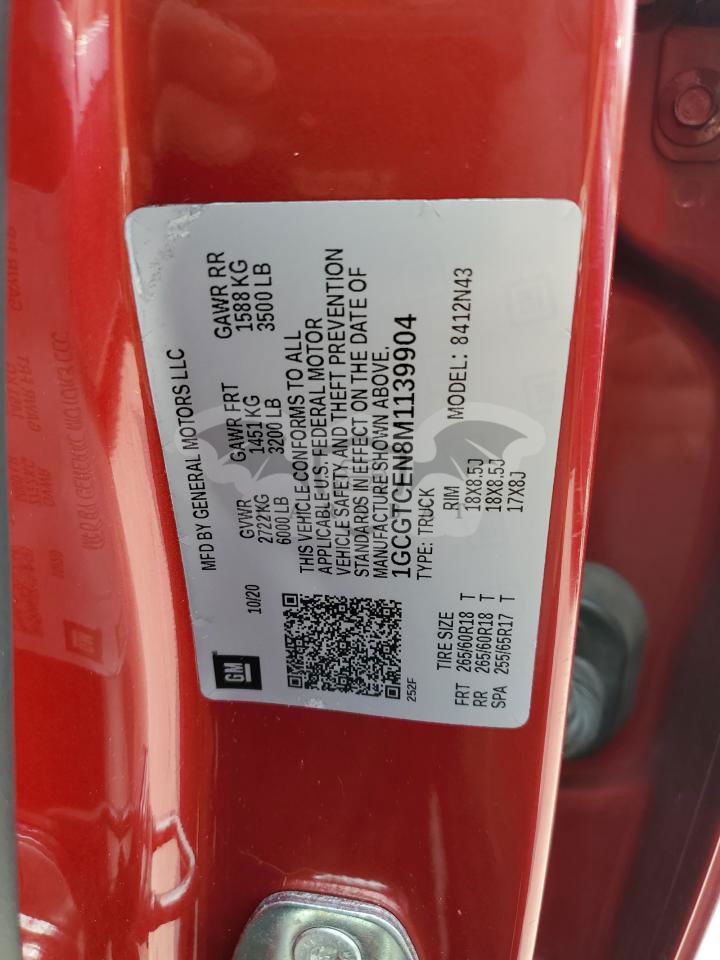 GM
10/20
MFD BY GENERAL MOTORS LLC
GVWR GAWR FRT GAWR RR
2722KG 1451 KG 1588 KG
6000 LB 3200 LB 3500 LB
THIS VEHICLE CONFORMS TO ALL
APPLICABLE U.S. FEDERAL MOTOR
VEHICLE SAFETY AND THEFT PREVENTION
STANDARDS IN EFFECT ON THE DATE OF
MANUFACTURE SHOWN ABOVE.
1GCGTCEN8M1139904
252F
TYPE: TRUCK
MODEL: 8412N43
TIRE SIZE RIM
FRT 265/60R18 T 18X8.5J
RR 265/60R18 T 18X8.5J
SPA 255/65R17 T 17X8J